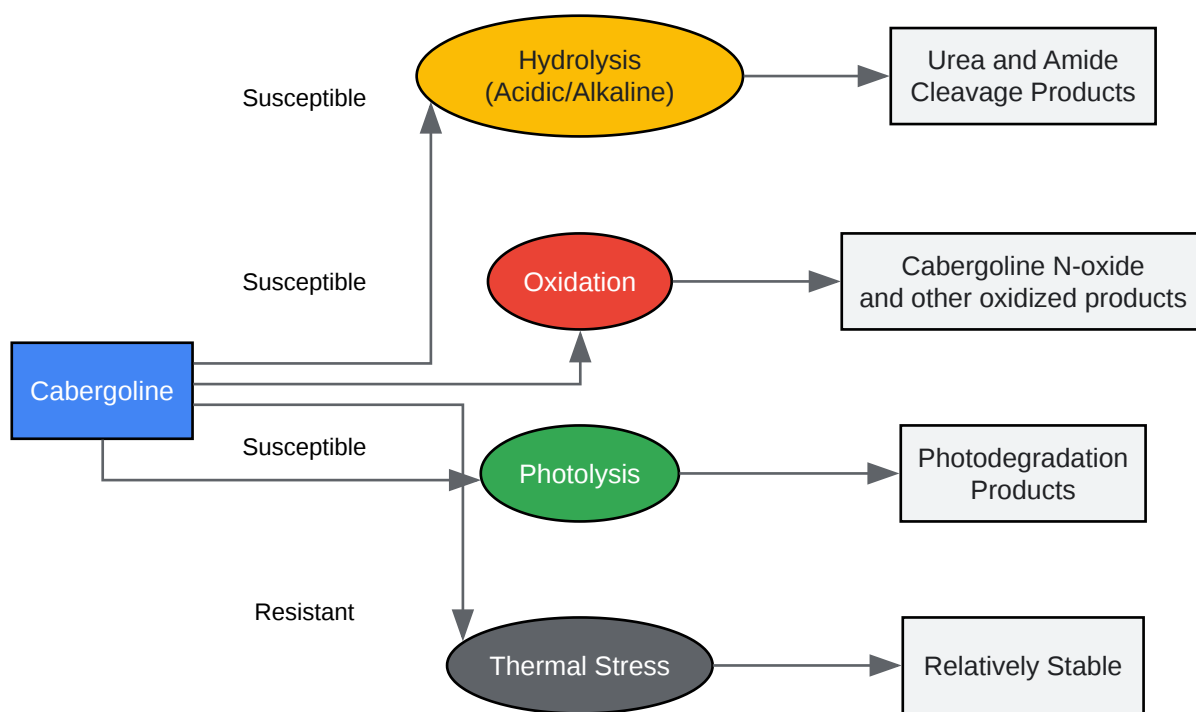 Hydrolysis
(Acidic/Alkaline)
Urea and Amide
Cleavage Products
Susceptible
Susceptible
Oxidation
Cabergoline N-oxide
and other oxidized products
Cabergoline
Susceptible
Photolysis
Photodegradation
Products
Resistant
Thermal Stress
Relatively Stable